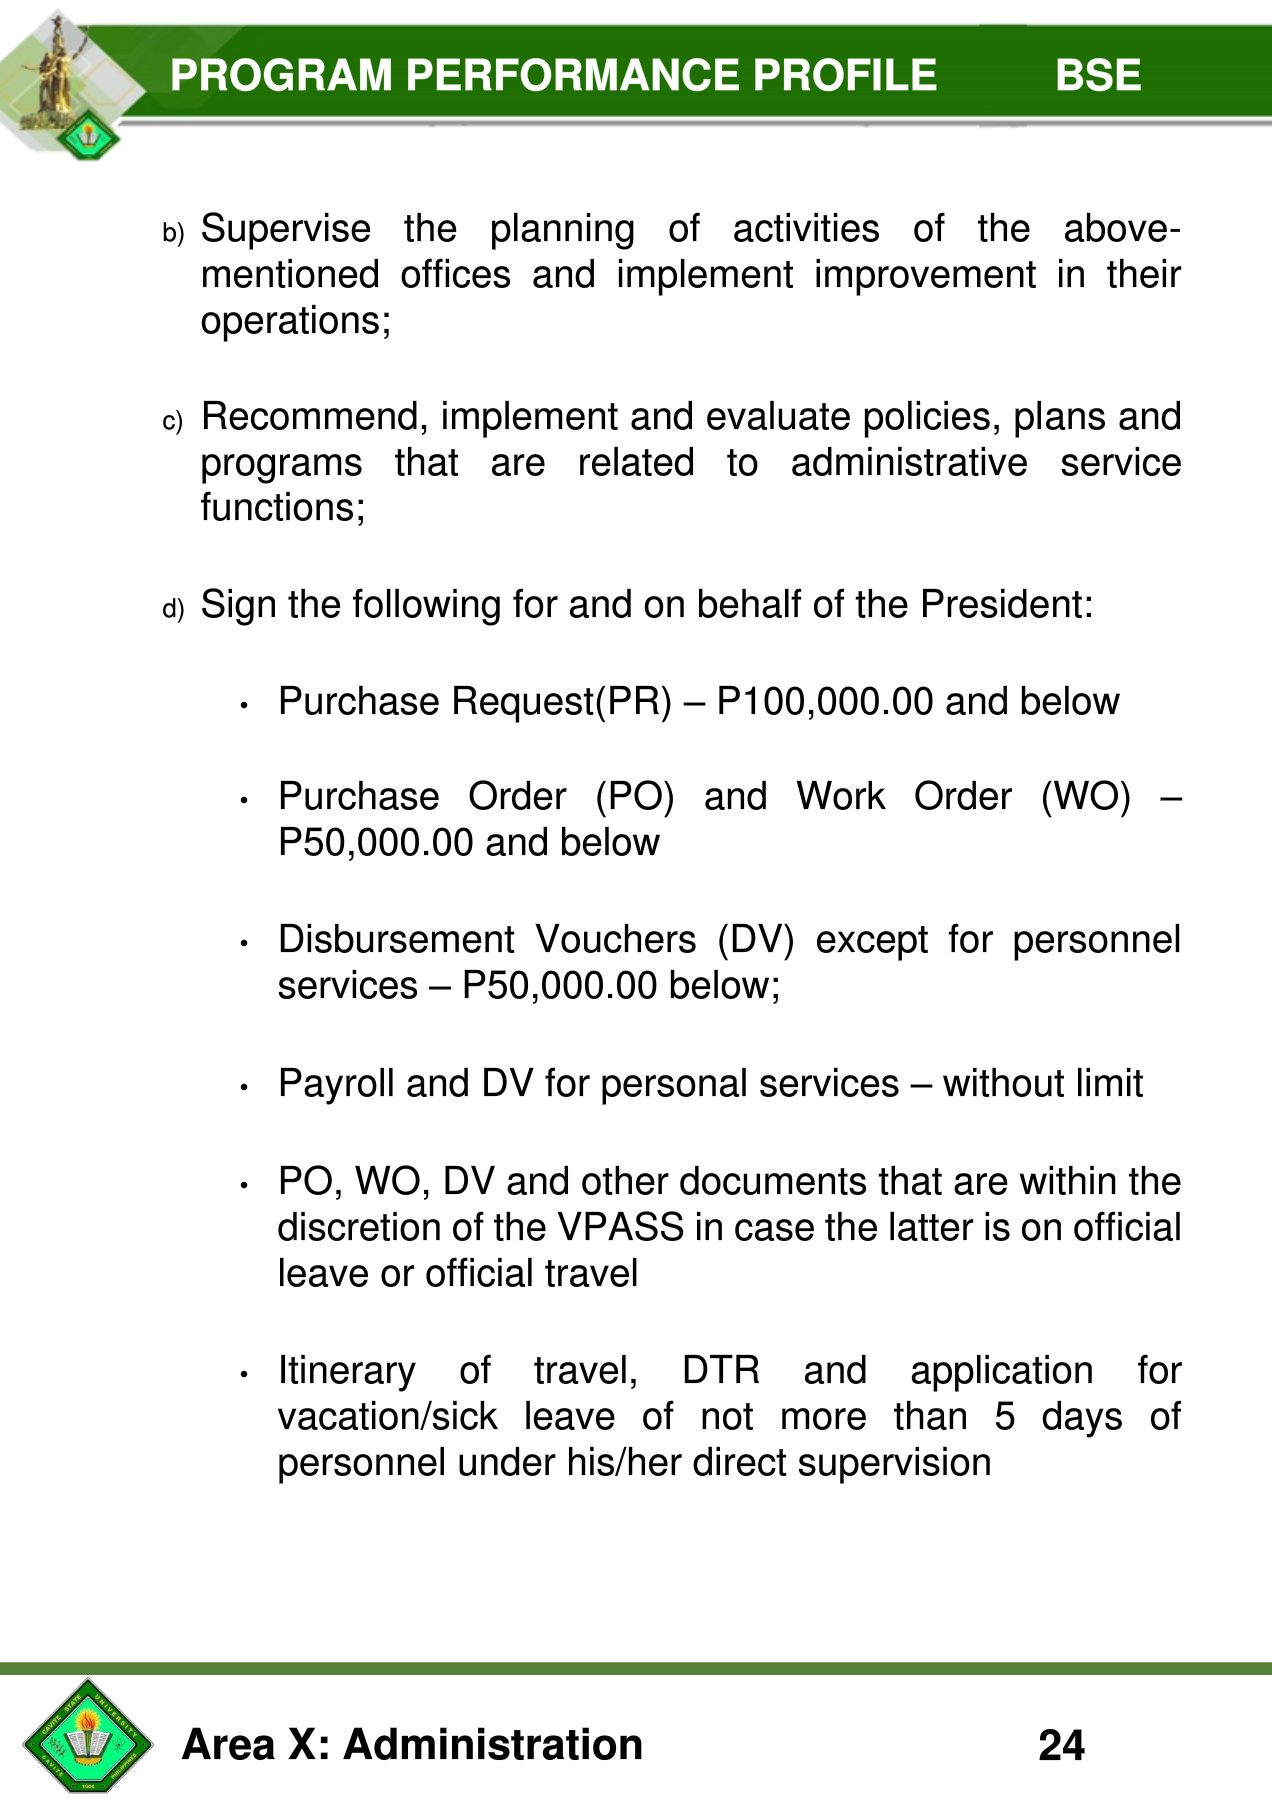 PROGRAM PERFORMANCE PROFILE BSE
b) Supervise the planning of activities of the above-
mentioned offices and implement improvement in their
operations;
c) Recommend, implement and evaluate policies, plans and
programs that are related to administrative service
functions;
d) Sign the following for and on behalf of the President:
• Purchase Request(PR) – P100,000.00 and below
• Purchase Order (PO) and Work Order (WO) –
P50,000.00 and below
• Disbursement Vouchers (DV) except for personnel
services – P50,000.00 below;
• Payroll and DV for personal services – without limit
• PO, WO, DV and other documents that are within the
discretion of the VPASS in case the latter is on official
leave or official travel
• Itinerary of travel, DTR and application for
vacation/sick leave of not more than 5 days of
personnel under his/her direct supervision
CAVITE STATE UNIVERSITY
CAVITE PHILIPPINES
1906
Area X: Administration 24